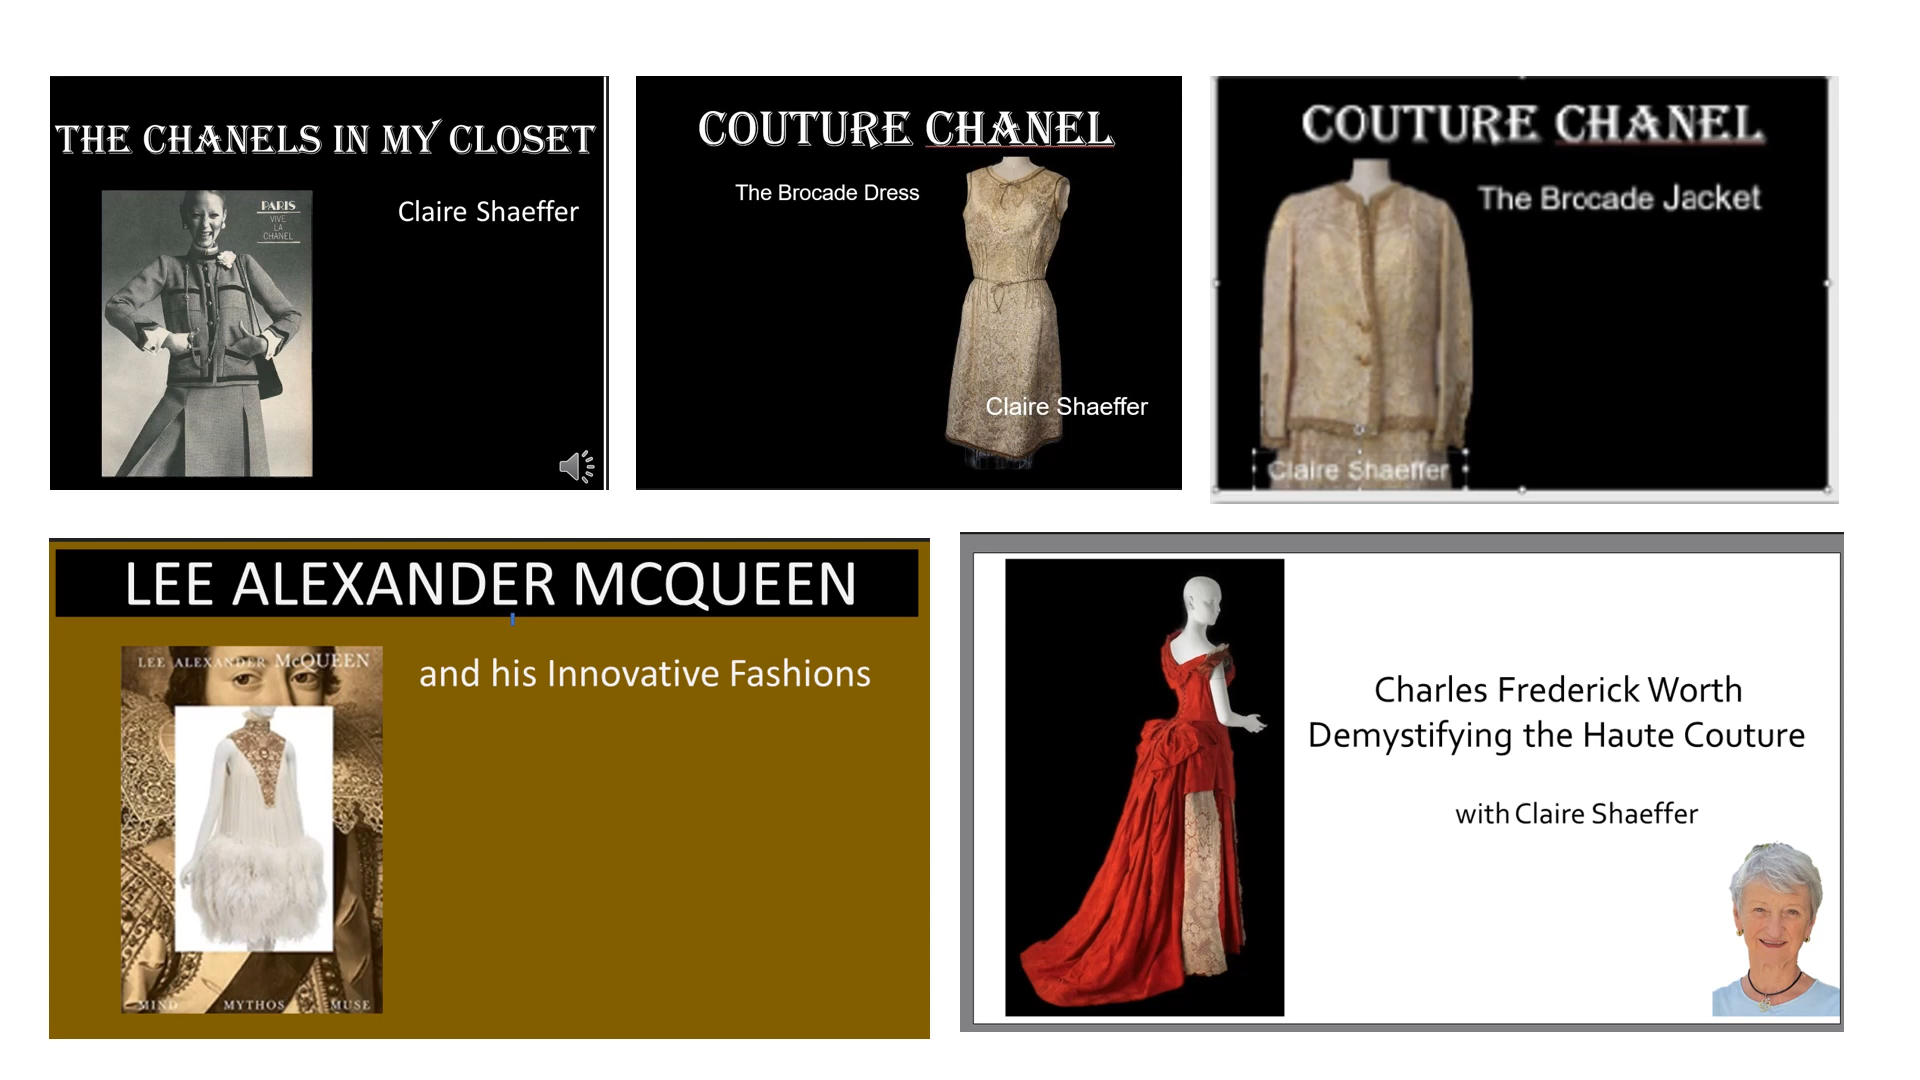 THE CHANELS IN MY CLOSET
Claire Shaeffer
PARIS
VIVE
LA
CHANEL
COUTURE CHANEL
The Brocade Dress
Claire Shaeffer
COUTURE CHANEL
The Brocade Jacket
Claire Shaeffer
LEE ALEXANDER MCQUEEN
and his Innovative Fashions
LEE ALEXANDER McQUEEN
MIND MYTHOS MUSE
Charles Frederick Worth
Demystifying the Haute Couture
with Claire Shaeffer